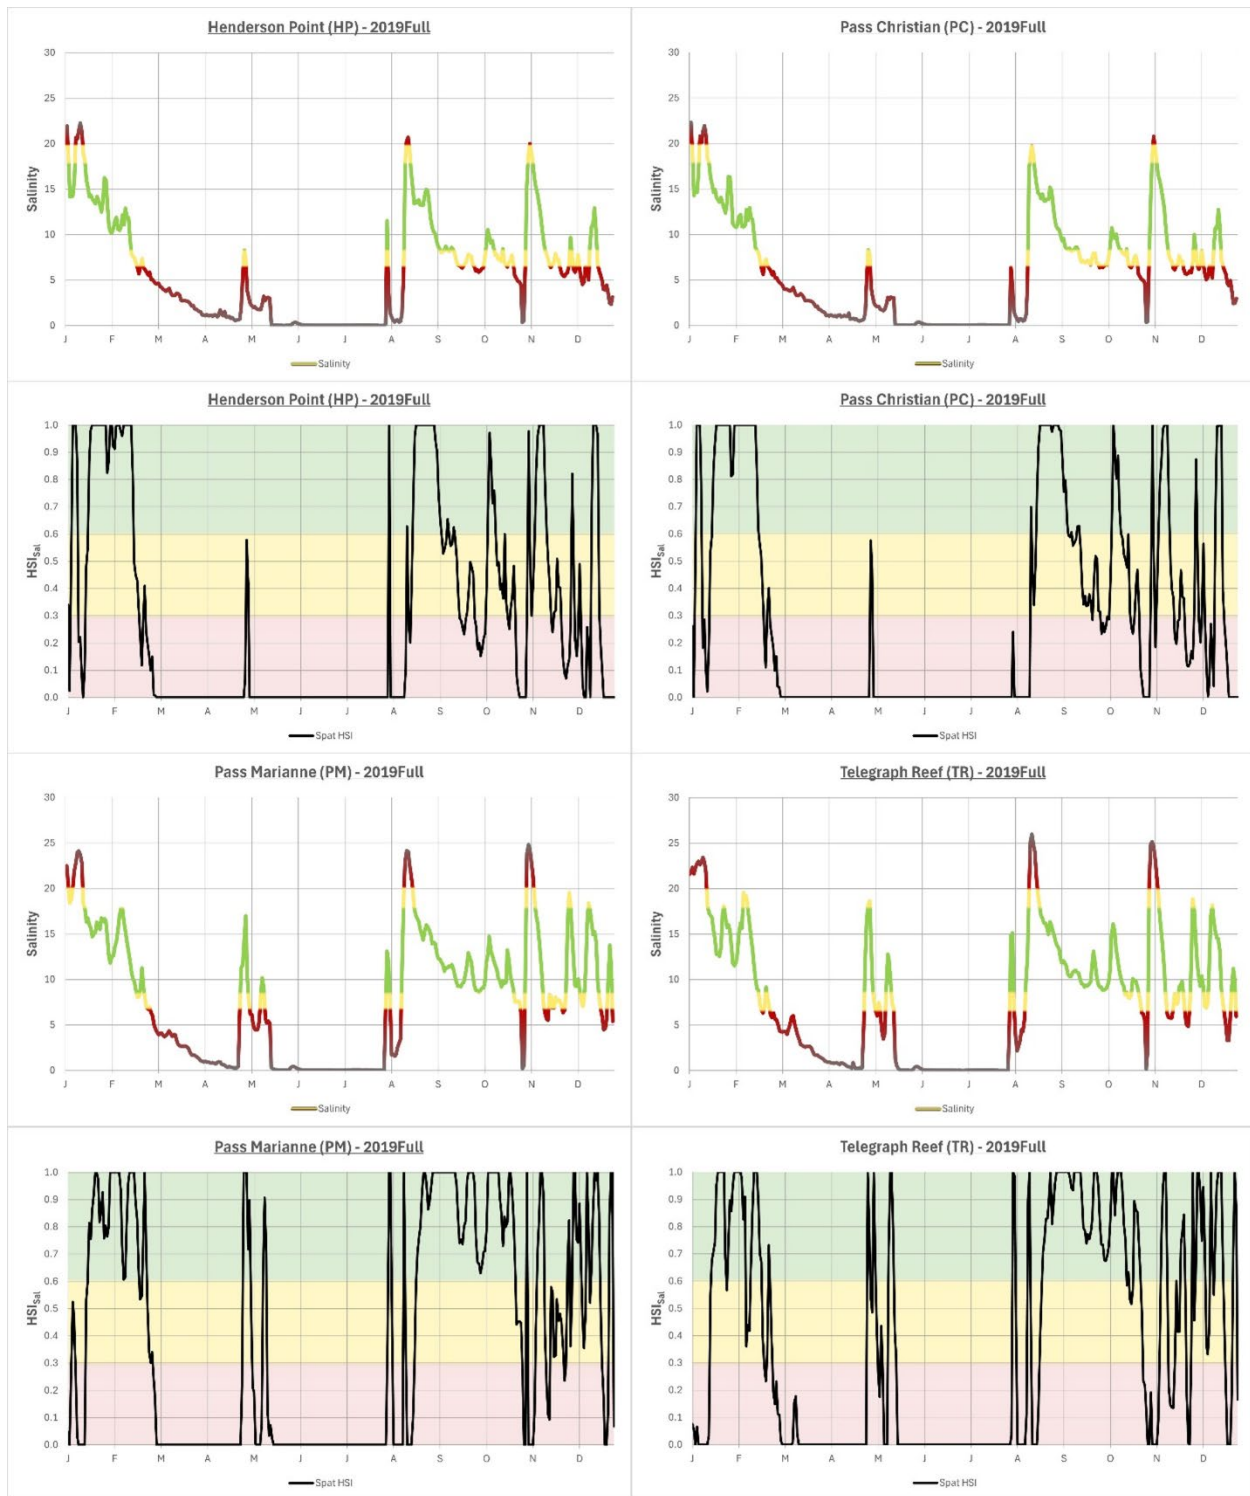 Henderson Point (HP) - 2019Full
30
25
20
15
10
5
0
Salinity
J F M A M J J A S O N D
Salinity
Pass Christian (PC) - 2019Full
30
25
20
15
10
5
0
Salinity
J F M A M J J A S O N D
Salinity
Henderson Point (HP) - 2019Full
1.0
0.9
0.8
0.7
0.6
0.5
0.4
0.3
0.2
0.1
0.0
HSISal
J F M A M J J A S O N D
Spat HSI
Pass Christian (PC) - 2019Full
1.0
0.9
0.8
0.7
0.6
0.5
0.4
0.3
0.2
0.1
0.0
HSISal
J F M A M J J A S O N D
Spat HSI
Pass Marianne (PM) - 2019Full
30
25
20
15
10
5
0
Salinity
J F M A M J J A S O N D
Salinity
Telegraph Reef (TR) - 2019Full
30
25
20
15
10
5
0
Salinity
J F M A M J J A S O N D
Salinity
Pass Marianne (PM) - 2019Full
1.0
0.9
0.8
0.7
0.6
0.5
0.4
0.3
0.2
0.1
0.0
HSISal
J F M A M J J A S O N D
Spat HSI
Telegraph Reef (TR) - 2019Full
1.0
0.9
0.8
0.7
0.6
0.5
0.4
0.3
0.2
0.1
0.0
HSISal
J F M A M J J A S O N D
Spat HSI